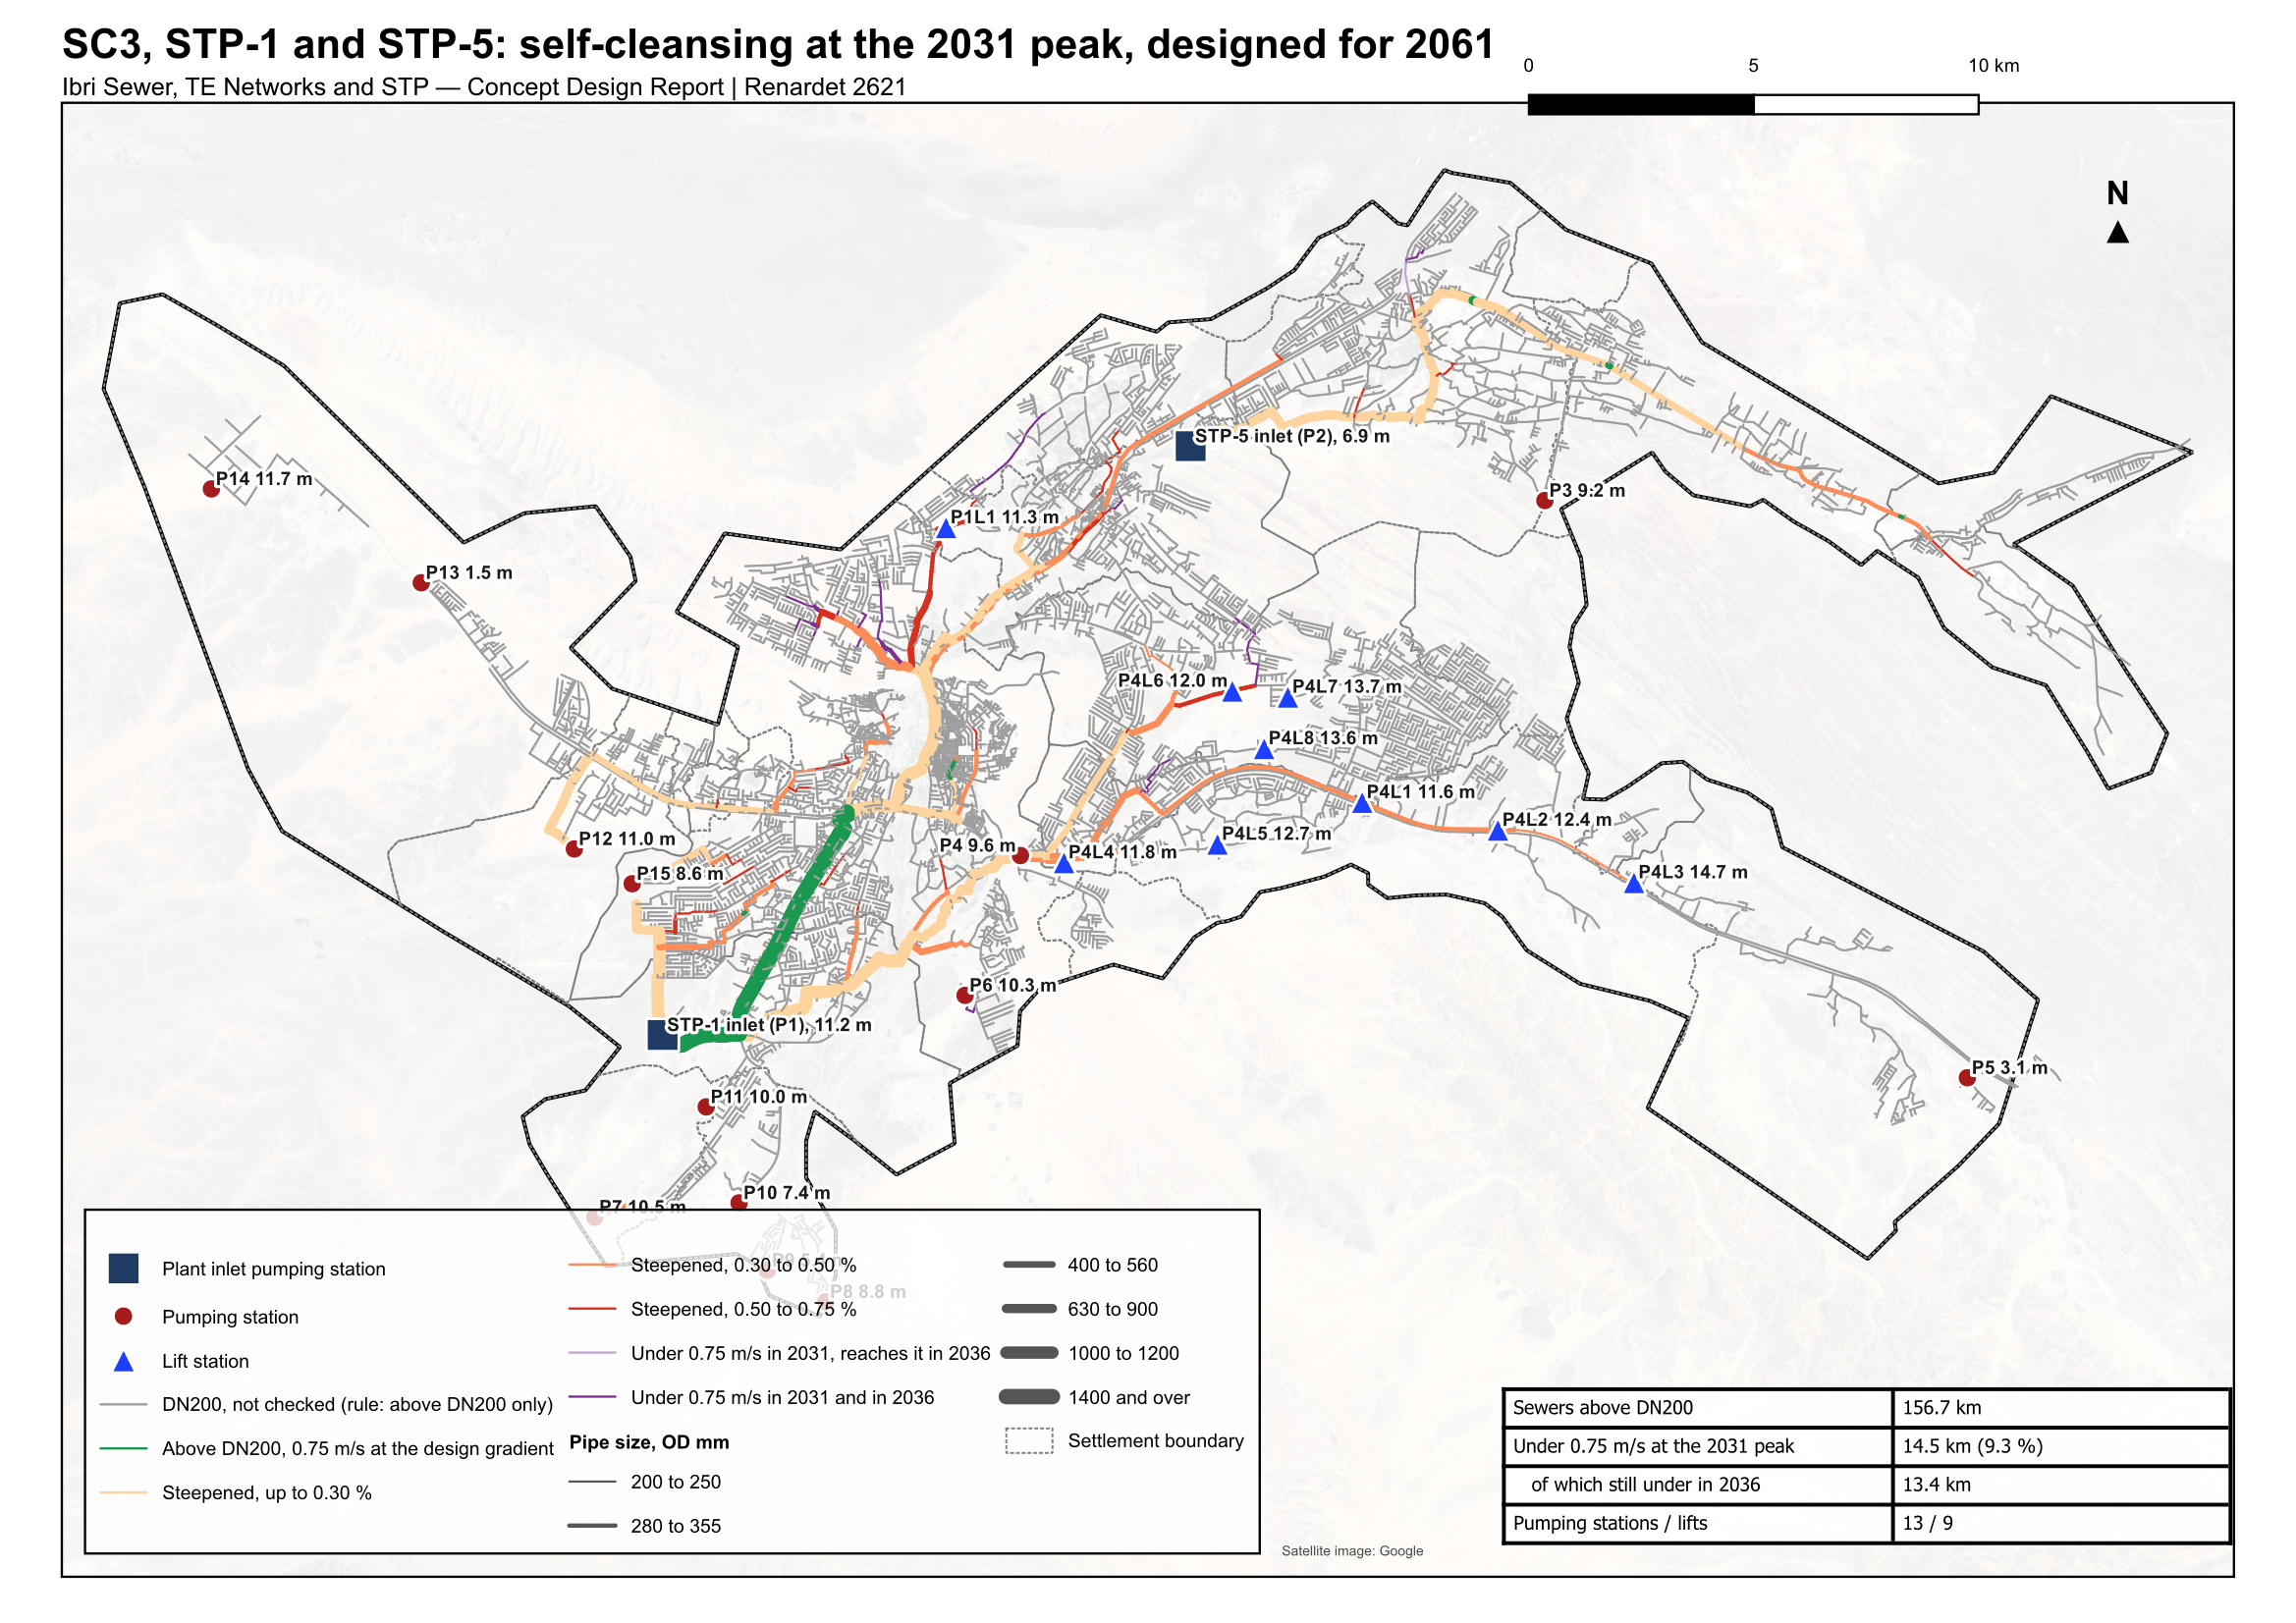 SC3, STP-1 and STP-5: self-cleansing at the 2031 peak, designed for 2061
Ibri Sewer, TE Networks and STP — Concept Design Report | Renardet 2621
0 5 10 km
N
STP-5 inlet (P2), 6.9 m
P14 11.7 m
P3 9.2 m
P1L1 11.3 m
P13 1.5 m
P4L6 12.0 m
P4L7 13.7 m
P4L8 13.6 m
P4L1 11.6 m
P4L2 12.4 m
P4L5 12.7 m
P12 11.0 m
P4 9.6 m
P4L4 11.8 m
P15 8.6 m
P4L3 14.7 m
P6 10.3 m
STP-1 inlet (P1), 11.2 m
P5 3.1 m
P11 10.0 m
P10 7.4 m
P7 10.5 m
P8 8.8 m
Plant inlet pumping station
Pumping station
Lift station
DN200, not checked (rule: above DN200 only)
Above DN200, 0.75 m/s at the design gradient
Steepened, up to 0.30 %
Steepened, 0.30 to 0.50 %
Steepened, 0.50 to 0.75 %
Under 0.75 m/s in 2031, reaches it in 2036
Under 0.75 m/s in 2031 and in 2036
Pipe size, OD mm
200 to 250
280 to 355
400 to 560
630 to 900
1000 to 1200
1400 and over
Settlement boundary
Sewers above DN200 156.7 km
Under 0.75 m/s at the 2031 peak 14.5 km (9.3 %)
of which still under in 2036 13.4 km
Pumping stations / lifts 13 / 9
Satellite image: Google